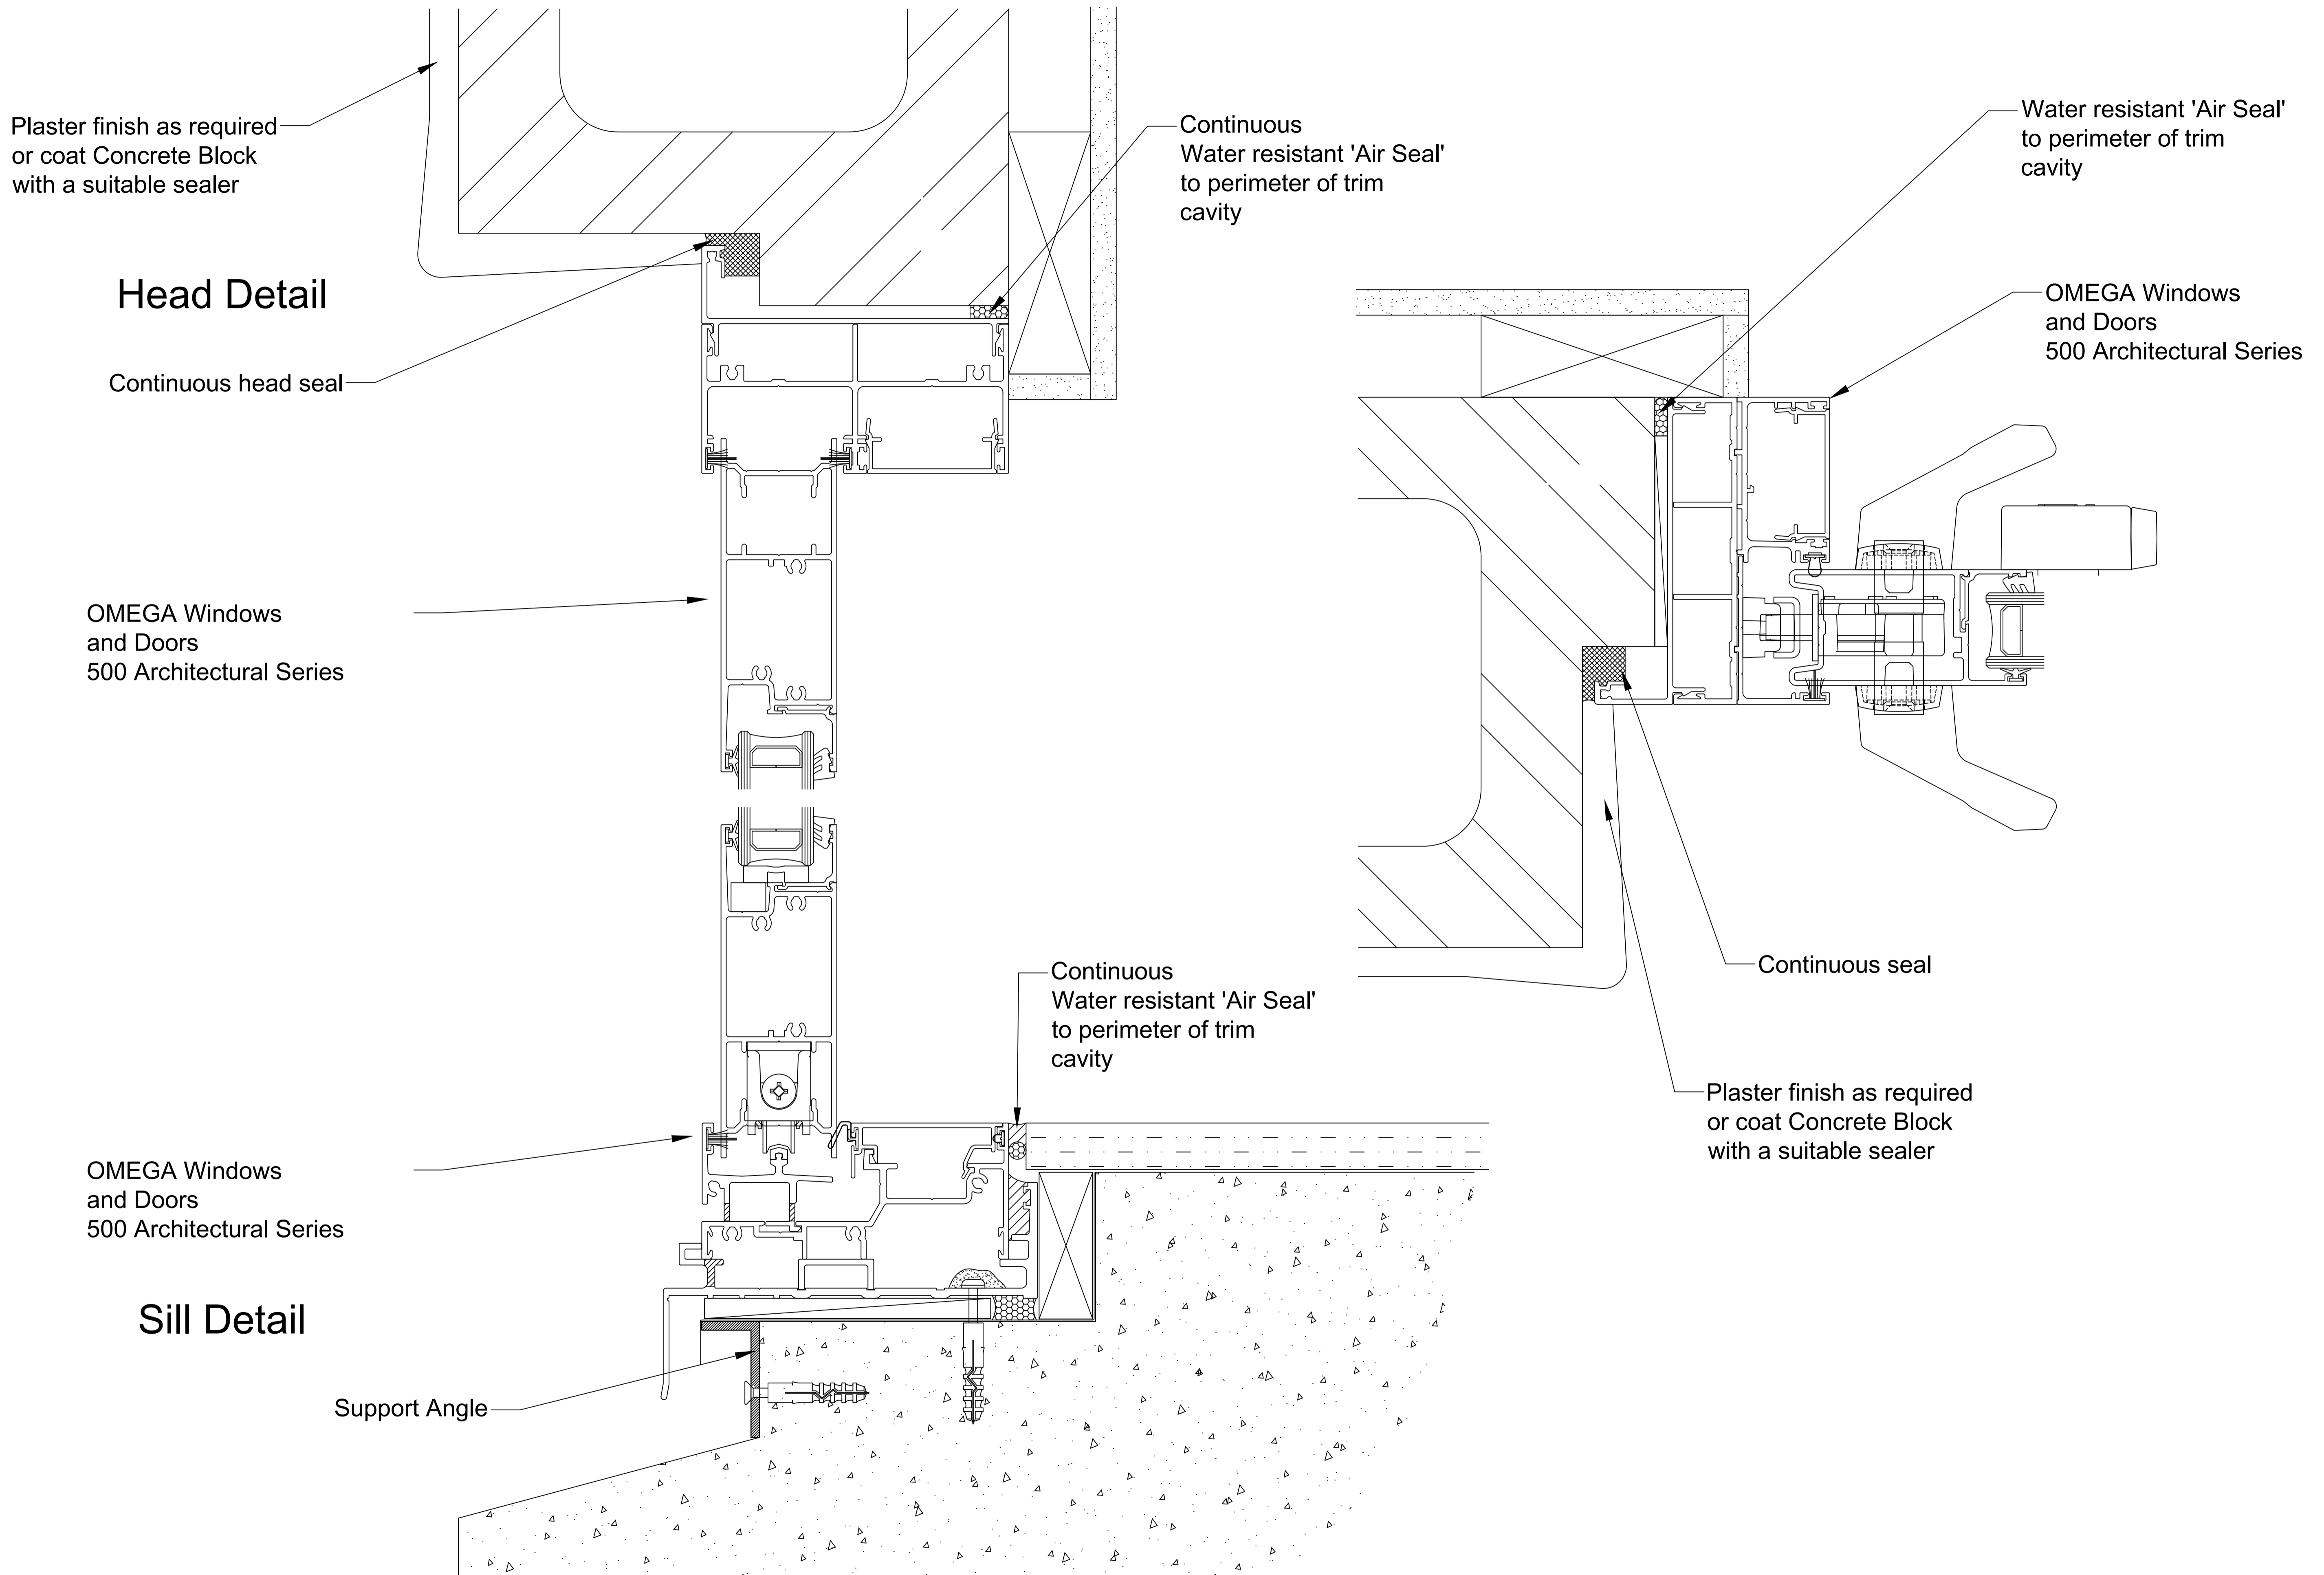 Plaster finish as required
or coat Concrete Block
with a suitable sealer
Head Detail
Continuous head seal
Continuous
Water resistant 'Air Seal'
to perimeter of trim
cavity
OMEGA Windows
and Doors
500 Architectural Series
Continuous
Water resistant 'Air Seal'
to perimeter of trim
cavity
OMEGA Windows
and Doors
500 Architectural Series
Sill Detail
Support Angle
Water resistant 'Air Seal'
to perimeter of trim
cavity
OMEGA Windows
and Doors
500 Architectural Series
Continuous seal
Plaster finish as required
or coat Concrete Block
with a suitable sealer